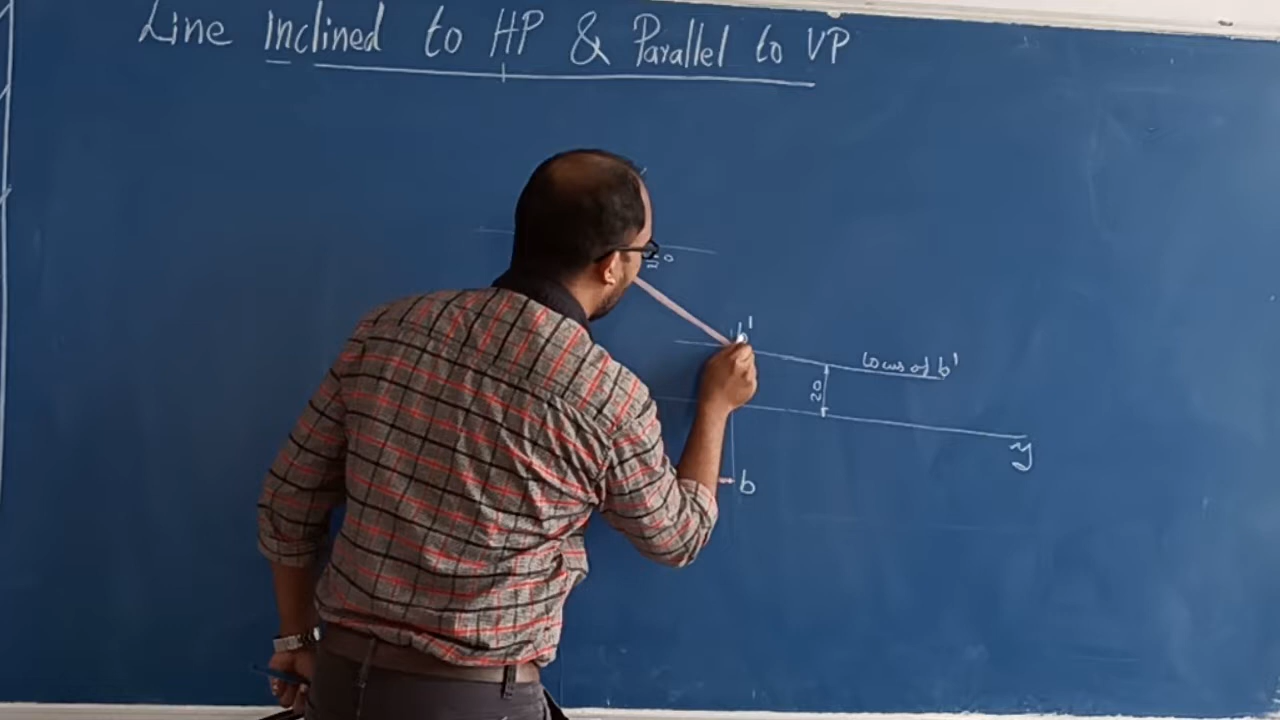 Line Inclined to HP & Parallel to VP
b'
locus of b'
20
y
b